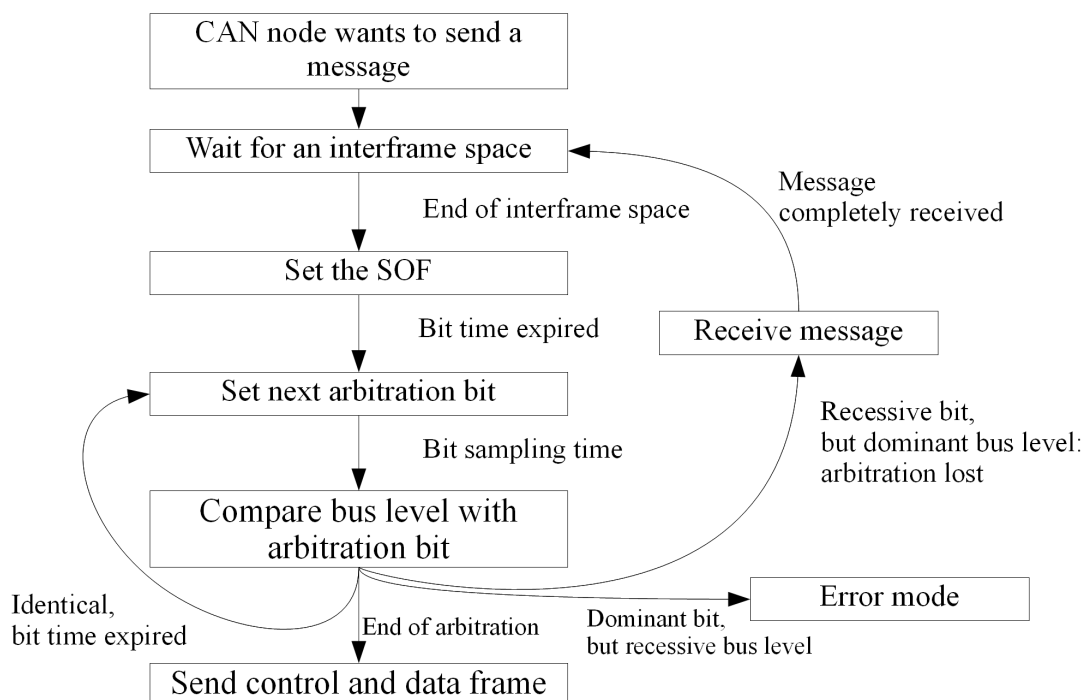 CAN node wants to send a
message
Wait for an interframe space
Message
completely received
End of interframe space
Set the SOF
Bit time expired
Receive message
Set next arbitration bit
Recessive bit,
but dominant bus level:
arbitration lost
Bit sampling time
Compare bus level with
arbitration bit
Error mode
Identical,
bit time expired
End of arbitration
Dominant bit,
but recessive bus level
Send control and data frame